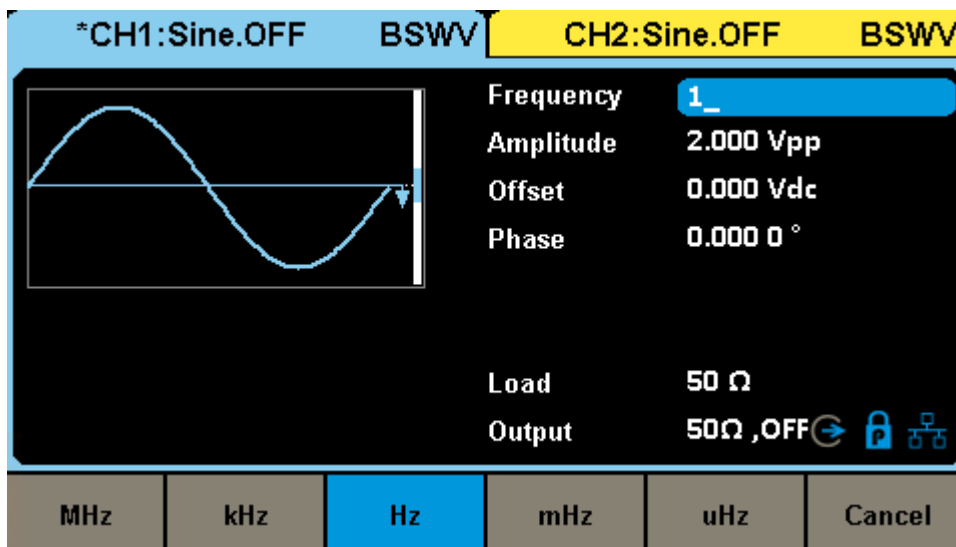 *CH1:Sine.OFF BSWV CH2:Sine.OFF BSWV
Frequency 1_
Amplitude 2.000 Vpp
Offset 0.000 Vdc
Phase 0.000 0 °
Load 50 Ω
Output 50Ω ,OFF P
MHz kHz Hz mHz uHz Cancel